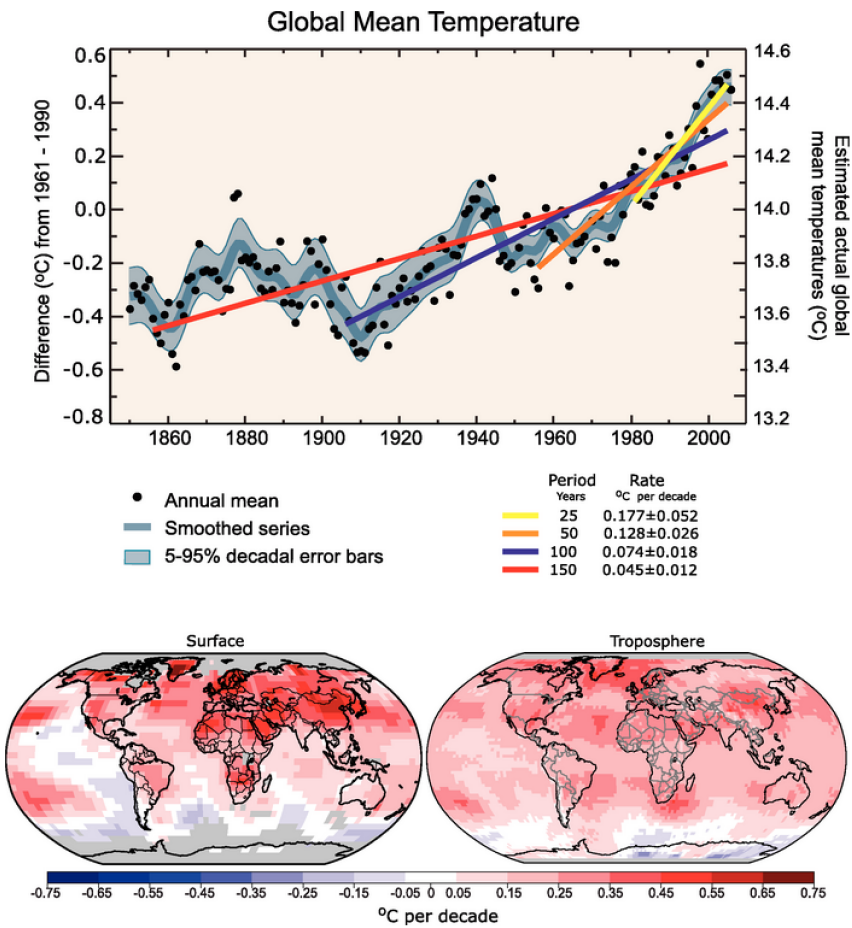 Global Mean Temperature
Difference (ºC) from 1961 - 1990
0.6
0.4
0.2
0.0
-0.2
-0.4
-0.6
-0.8
14.6
14.4
14.2
14.0
13.8
13.6
13.4
13.2
Estimated actual global
mean temperatures (ºC)
1860 1880 1900 1920 1940 1960 1980 2000
Annual mean
Smoothed series
5-95% decadal error bars
Period Rate
Years ºC per decade
25 0.177±0.052
50 0.128±0.026
100 0.074±0.018
150 0.045±0.012
Surface Troposphere
-0.75 -0.65 -0.55 -0.45 -0.35 -0.25 -0.15 -0.05 0 0.05 0.15 0.25 0.35 0.45 0.55 0.65 0.75
ºC per decade